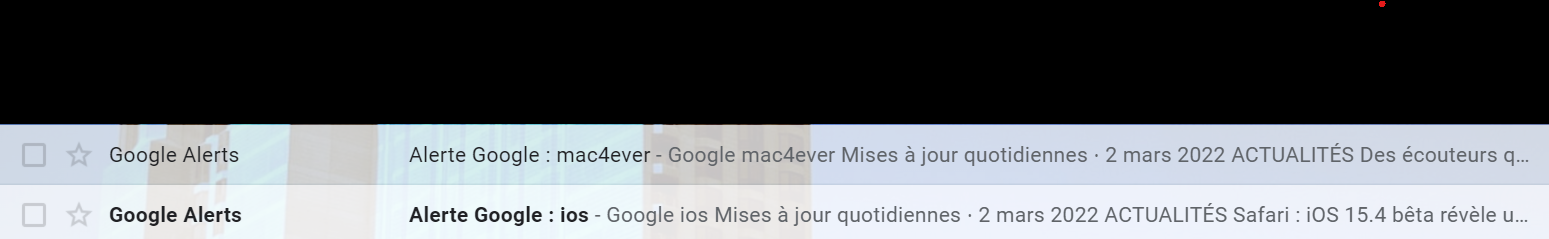 Google Alerts Alerte Google : mac4ever - Google mac4ever Mises à jour quotidiennes · 2 mars 2022 ACTUALITÉS Des écouteurs q...
Google Alerts Alerte Google : ios - Google ios Mises à jour quotidiennes · 2 mars 2022 ACTUALITÉS Safari : iOS 15.4 bêta révèle u...